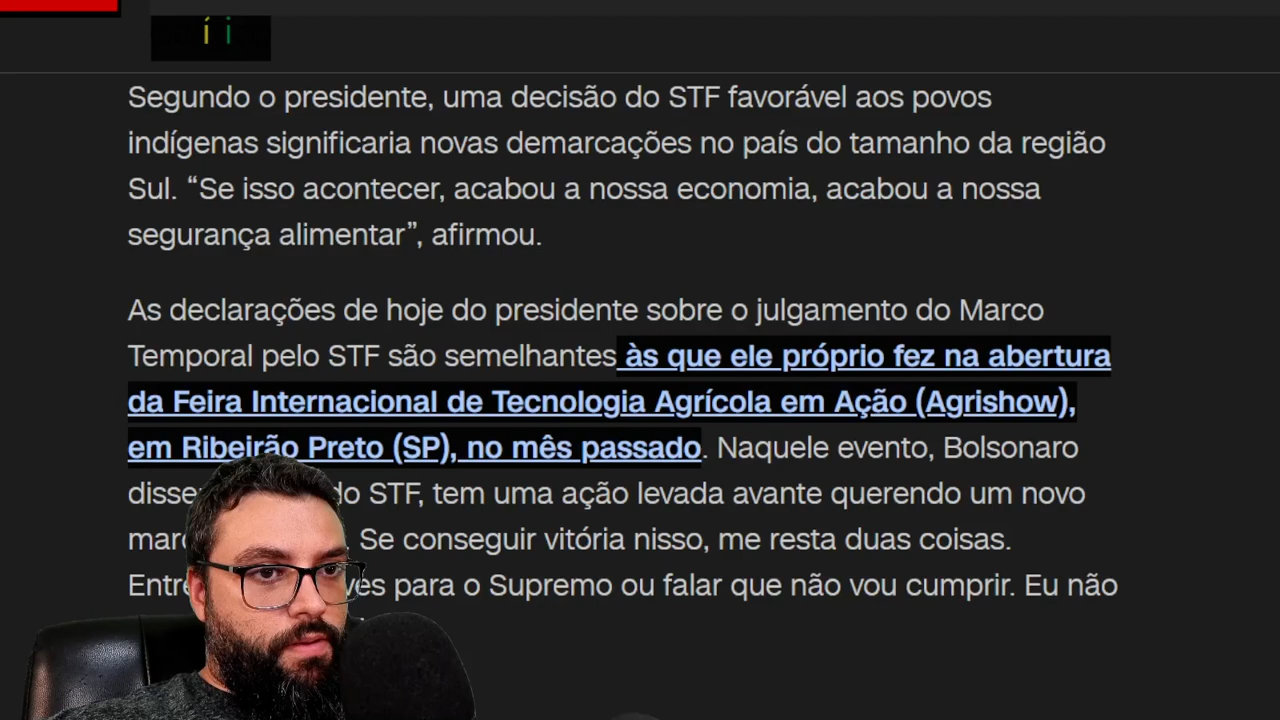 Segundo o presidente, uma decisão do STF favorável aos povos
indígenas significaria novas demarcações no país do tamanho da região
Sul. “Se isso acontecer, acabou a nossa economia, acabou a nossa
segurança alimentar”, afirmou.
As declarações de hoje do presidente sobre o julgamento do Marco
Temporal pelo STF são semelhantes às que ele próprio fez na abertura
da Feira Internacional de Tecnologia Agrícola em Ação (Agrishow),
em Ribeirão Preto (SP), no mês passado. Naquele evento, Bolsonaro
STF, tem uma ação levada avante querendo um novo
Se conseguir vitória nisso, me resta duas coisas.
para o Supremo ou falar que não vou cumprir. Eu não